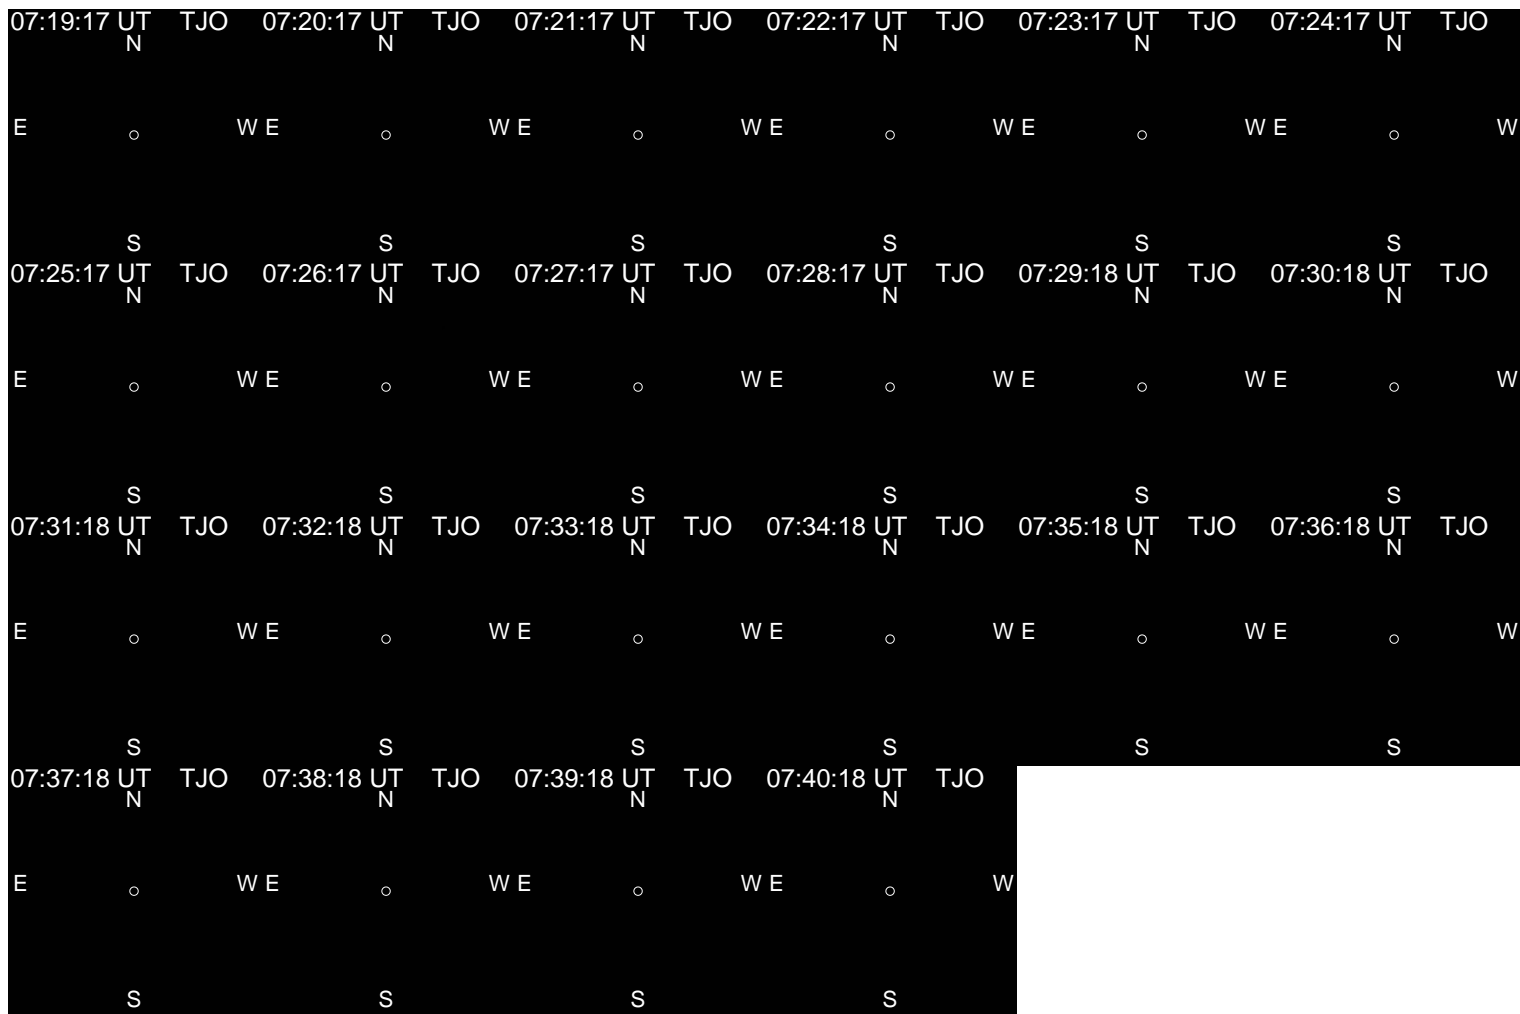 07:19:17 UT TJO 07:20:17 UT TJO 07:21:17 UT TJO 07:22:17 UT TJO 07:23:17 UT TJO 07:24:17 UT TJO
N N N N N N
E W E W E W E W E W E W
S S S S S S
07:25:17 UT TJO 07:26:17 UT TJO 07:27:17 UT TJO 07:28:17 UT TJO 07:29:18 UT TJO 07:30:18 UT TJO
N N N N N N
E W E W E W E W E W E W
S S S S S S
07:31:18 UT TJO 07:32:18 UT TJO 07:33:18 UT TJO 07:34:18 UT TJO 07:35:18 UT TJO 07:36:18 UT TJO
N N N N N N
E W E W E W E W E W E W
S S S S S S
07:37:18 UT TJO 07:38:18 UT TJO 07:39:18 UT TJO 07:40:18 UT TJO
N N N N
E W E W E W E W
S S S S